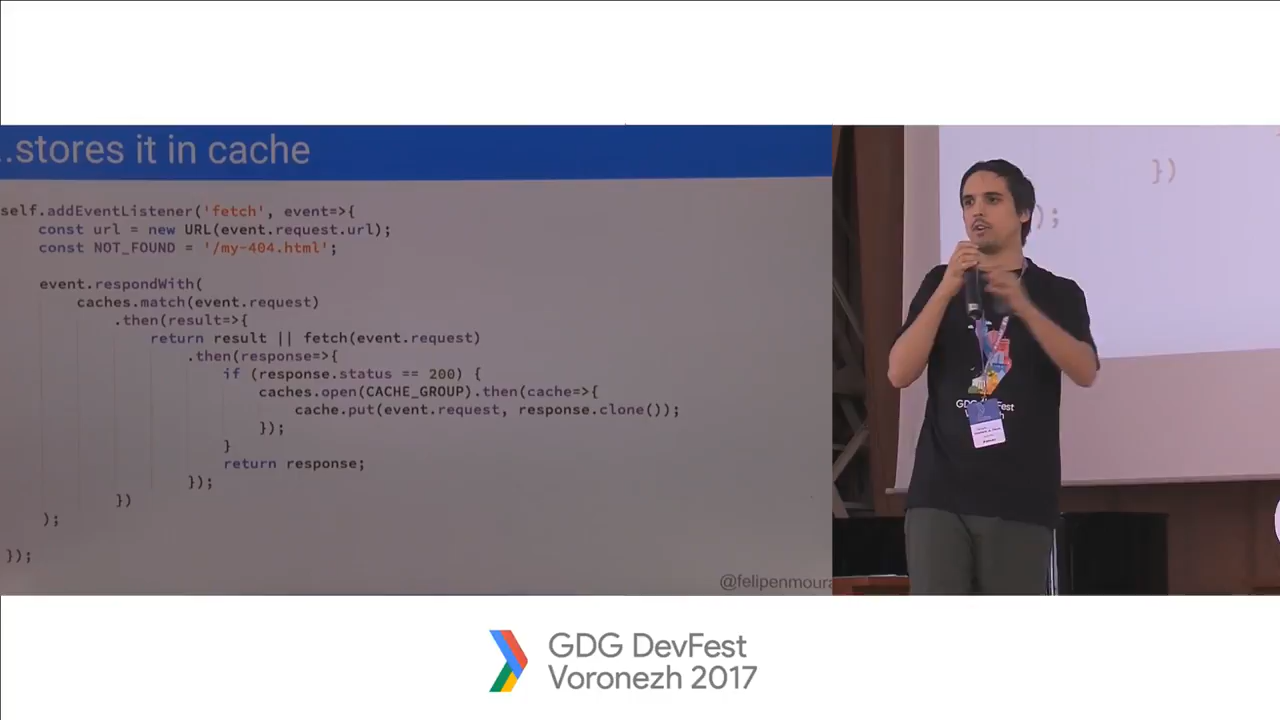 ..stores it in cache
self.addEventListener('fetch', event=>{
const url = new URL(event.request.url);
const NOT_FOUND = '/my-404.html';
event.respondWith(
caches.match(event.request)
.then(result=>{
return result || fetch(event.request)
.then(response=>{
if (response.status == 200) {
caches.open(CACHE_GROUP).then(cache=>{
cache.put(event.request, response.clone());
});
}
return response;
});
})
);
});
@felipenmoura
})
);
GDG DevFest
GDG DevFest
Voronezh 2017